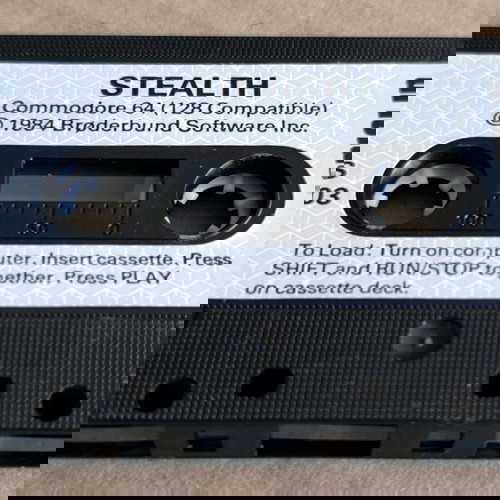 STEALTH
Commodore 64 (128 Compatible)
© 1984 Brøderbund Software Inc.
To Load: Turn on computer. Insert cassette. Press
SHIFT and RUN/STOP together. Press PLAY
on cassette deck.